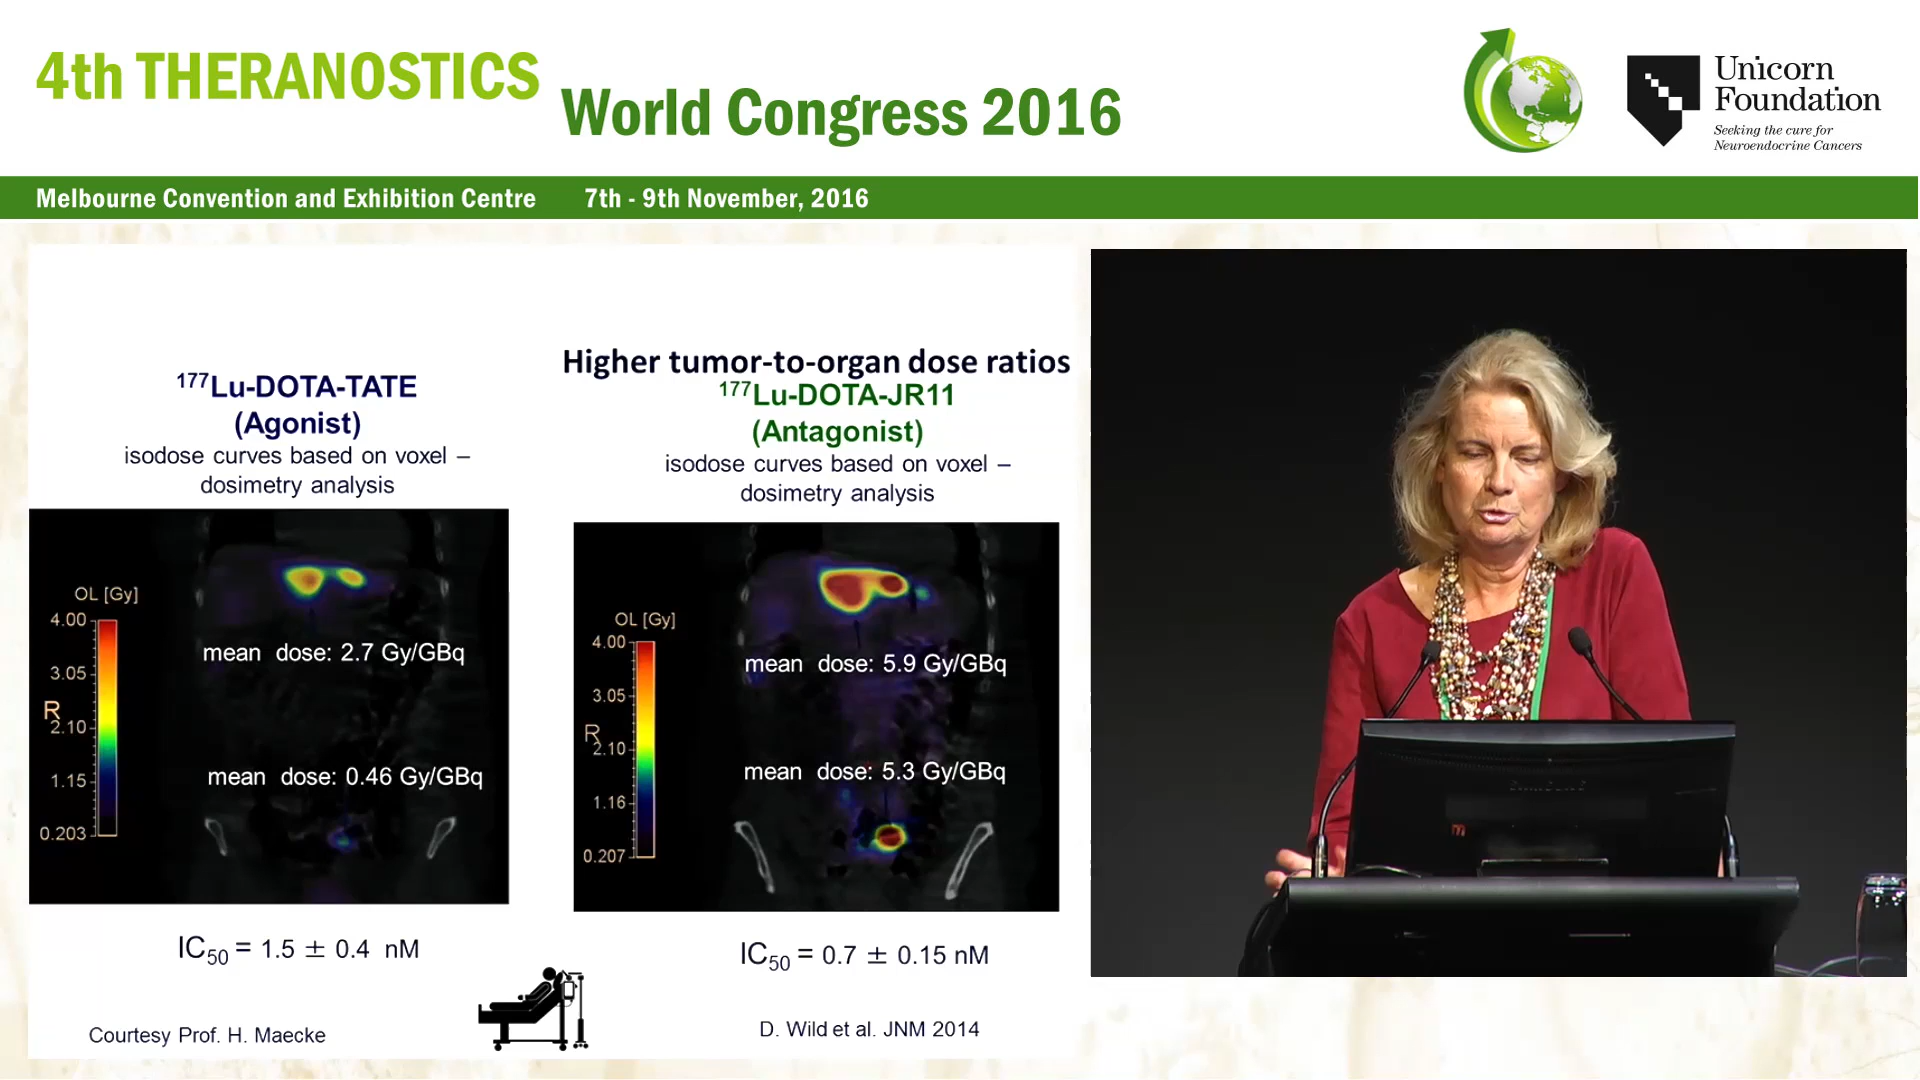 4th THERANOSTICS
World Congress 2016
Unicorn
Foundation
Seeking the cure for
Neuroendocrine Cancers
Melbourne Convention and Exhibition Centre 7th - 9th November, 2016
Higher tumor-to-organ dose ratios
177Lu-DOTA-TATE
(Agonist)
isodose curves based on voxel –
dosimetry analysis
177Lu-DOTA-JR11
(Antagonist)
isodose curves based on voxel –
dosimetry analysis
OL [Gy]
4.00
3.05
R
2.10
1.15
0.203
mean dose: 2.7 Gy/GBq
mean dose: 0.46 Gy/GBq
OL [Gy]
4.00
3.05
R
2.10
1.16
0.207
mean dose: 5.9 Gy/GBq
mean dose: 5.3 Gy/GBq
IC50 = 1.5 ± 0.4 nM
IC50 = 0.7 ± 0.15 nM
Courtesy Prof. H. Maecke
D. Wild et al. JNM 2014